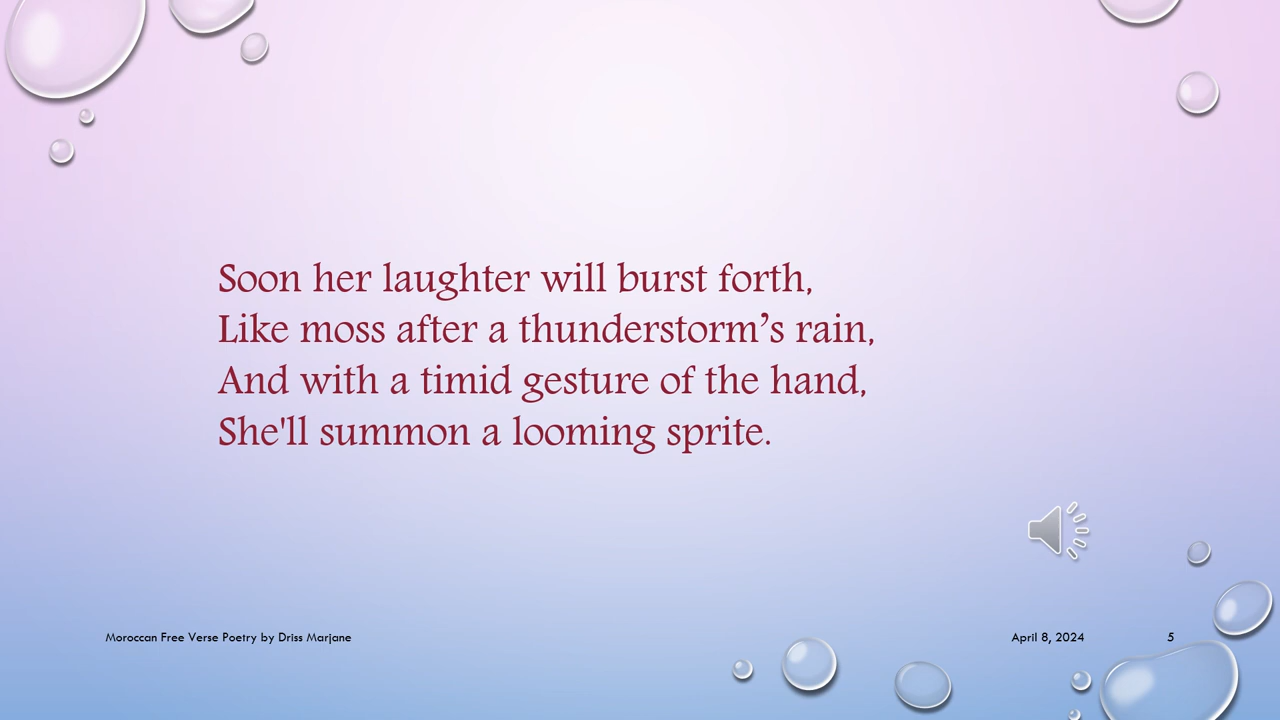 Soon her laughter will burst forth,
Like moss after a thunderstorm’s rain,
And with a timid gesture of the hand,
She'll summon a looming sprite.
Moroccan Free Verse Poetry by Driss Marjane
April 8, 2024
5